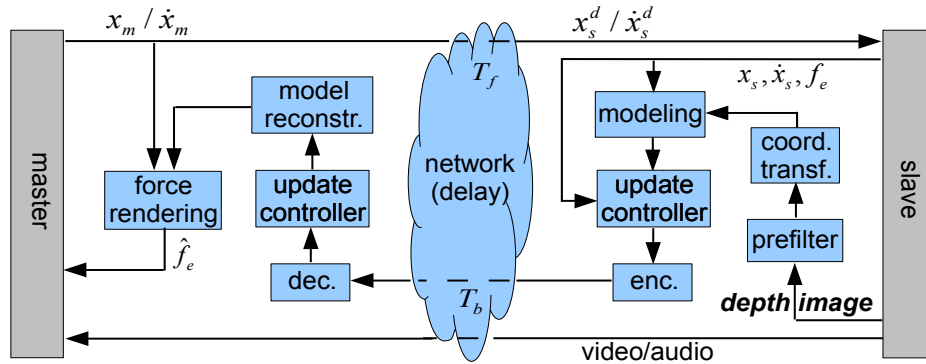 x_m / ẋ_m
x_s^d / ẋ_s^d
T_f
x_s, ẋ_s, f_e
model
reconstr.
modeling
coord.
transf.
master
network
(delay)
slave
force
rendering
update
controller
update
controller
prefilter
f̂_e
dec.
enc.
T_b
depth image
video/audio